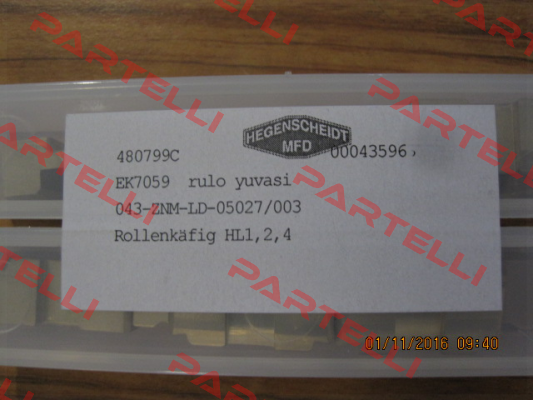 PARTELLI
PARTELLI
PARTELLI
HEGENSCHEIDT
MFD
480799C
00043596
EK7059 rulo yuvasi
043-ZNM-LD-05027/003
Rollenkäfig HL1,2,4
PARTELLI
PARTELLI
PARTELLI
01/11/2016 09:40